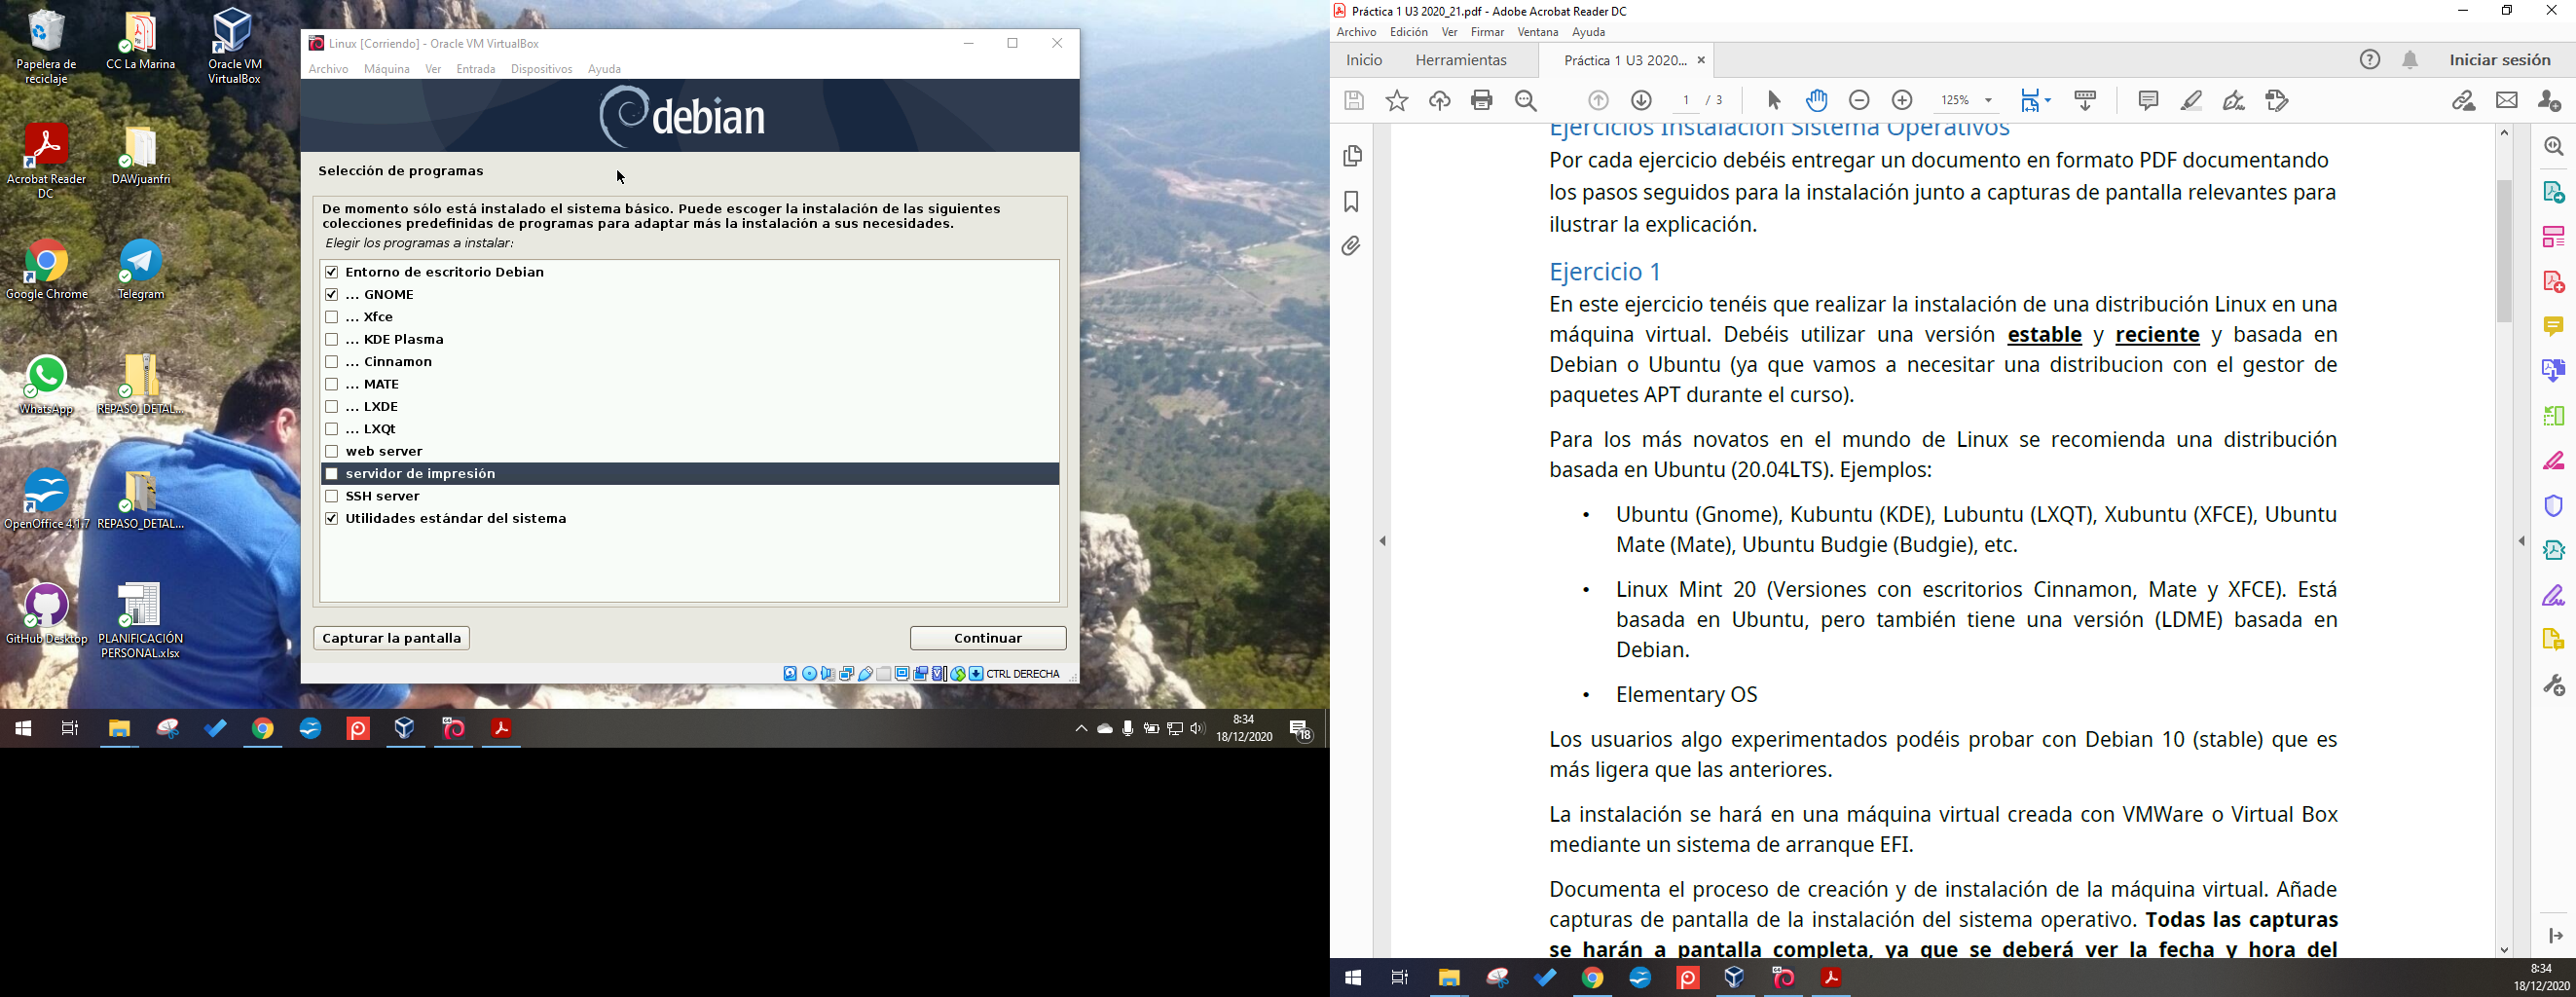 Papelera de
reciclaje
CC La Marina
Oracle VM
VirtualBox
Acrobat Reader
DC
DAWjuanfri
Google Chrome
Telegram
WhatsApp
REPASO_DETAL...
OpenOffice 4.1.7
REPASO_DETAL...
GitHub Desktop
PLANIFICACIÓN
PERSONAL.xlsx
Linux [Corriendo] - Oracle VM VirtualBox
Archivo Máquina Ver Entrada Dispositivos Ayuda
debian
Selección de programas
De momento sólo está instalado el sistema básico. Puede escoger la instalación de las siguientes
colecciones predefinidas de programas para adaptar más la instalación a sus necesidades.
Elegir los programas a instalar:
Entorno de escritorio Debian
... GNOME
... Xfce
... KDE Plasma
... Cinnamon
... MATE
... LXDE
... LXQt
web server
servidor de impresión
SSH server
Utilidades estándar del sistema
Capturar la pantalla
Continuar
CTRL DERECHA
8:34
18/12/2020
18
Práctica 1 U3 2020_21.pdf - Adobe Acrobat Reader DC
Archivo Edición Ver Firmar Ventana Ayuda
Inicio Herramientas Práctica 1 U3 2020... Iniciar sesión
1 / 3 125%
Ejercicios Instalación Sistema Operativos
Por cada ejercicio debéis entregar un documento en formato PDF documentando
los pasos seguidos para la instalación junto a capturas de pantalla relevantes para
ilustrar la explicación.
Ejercicio 1
En este ejercicio tenéis que realizar la instalación de una distribución Linux en una
máquina virtual. Debéis utilizar una versión estable y reciente y basada en
Debian o Ubuntu (ya que vamos a necesitar una distribucion con el gestor de
paquetes APT durante el curso).
Para los más novatos en el mundo de Linux se recomienda una distribución
basada en Ubuntu (20.04LTS). Ejemplos:
• Ubuntu (Gnome), Kubuntu (KDE), Lubuntu (LXQT), Xubuntu (XFCE), Ubuntu
Mate (Mate), Ubuntu Budgie (Budgie), etc.
• Linux Mint 20 (Versiones con escritorios Cinnamon, Mate y XFCE). Está
basada en Ubuntu, pero también tiene una versión (LDME) basada en
Debian.
• Elementary OS
Los usuarios algo experimentados podéis probar con Debian 10 (stable) que es
más ligera que las anteriores.
La instalación se hará en una máquina virtual creada con VMWare o Virtual Box
mediante un sistema de arranque EFI.
Documenta el proceso de creación y de instalación de la máquina virtual. Añade
capturas de pantalla de la instalación del sistema operativo. Todas las capturas
se harán a pantalla completa, ya que se deberá ver la fecha y hora del
8:34
18/12/2020